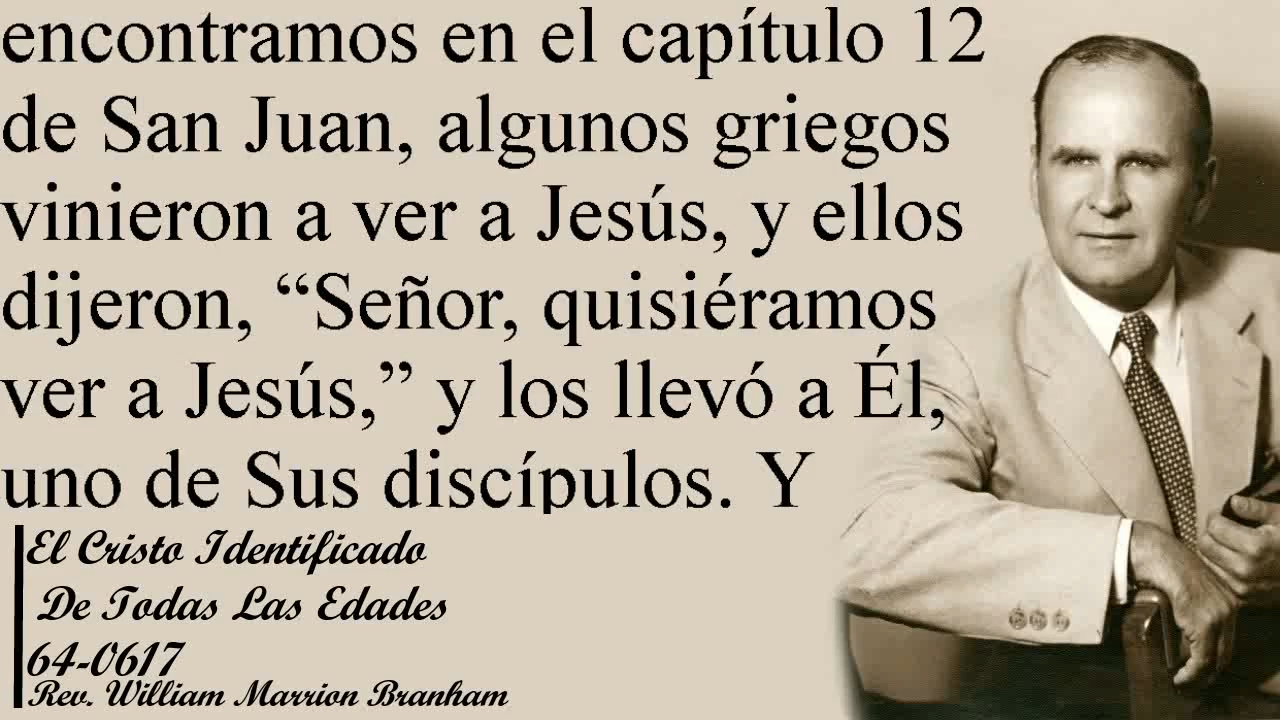 encontramos en el capítulo 12
de San Juan, algunos griegos
vinieron a ver a Jesús, y ellos
dijeron, “Señor, quisiéramos
ver a Jesús,” y los llevó a Él,
uno de Sus discípulos. Y
El Cristo Identificado
De Todas Las Edades
64-0617
Rev. William Marrion Branham